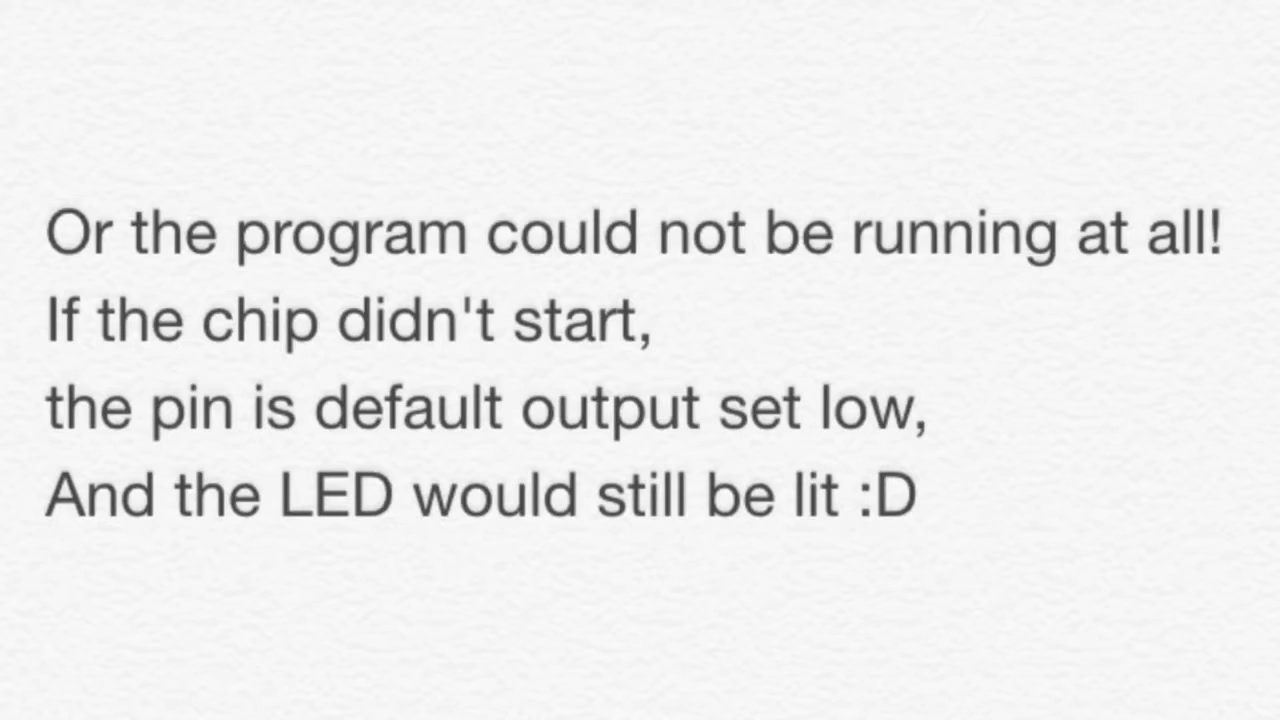 Or the program could not be running at all!
If the chip didn't start,
the pin is default output set low,
And the LED would still be lit :D